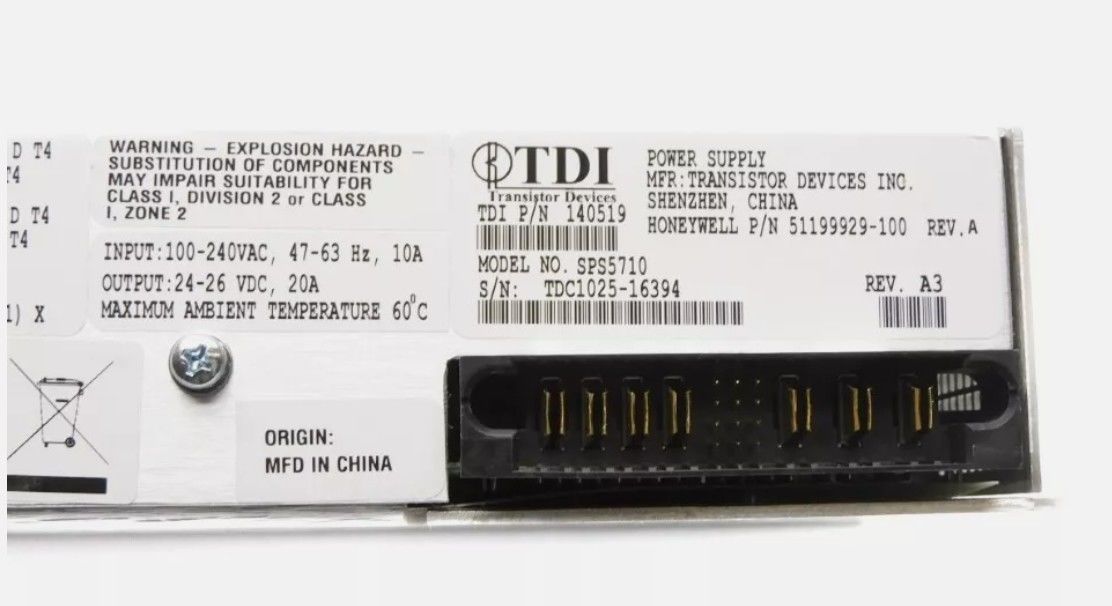 D T4
T4
D T4
T4
1) X
WARNING – EXPLOSION HAZARD –
SUBSTITUTION OF COMPONENTS
MAY IMPAIR SUITABILITY FOR
CLASS I, DIVISION 2 or CLASS
I, ZONE 2
INPUT:100-240VAC, 47-63 Hz, 10A
OUTPUT:24-26 VDC, 20A
MAXIMUM AMBIENT TEMPERATURE 60°C
TDI
Transistor Devices
TDI P/N 140519
MODEL NO. SPS5710
S/N: TDC1025-16394
POWER SUPPLY
MFR:TRANSISTOR DEVICES INC.
SHENZHEN, CHINA
HONEYWELL P/N 51199929-100 REV.A
REV. A3
ORIGIN:
MFD IN CHINA